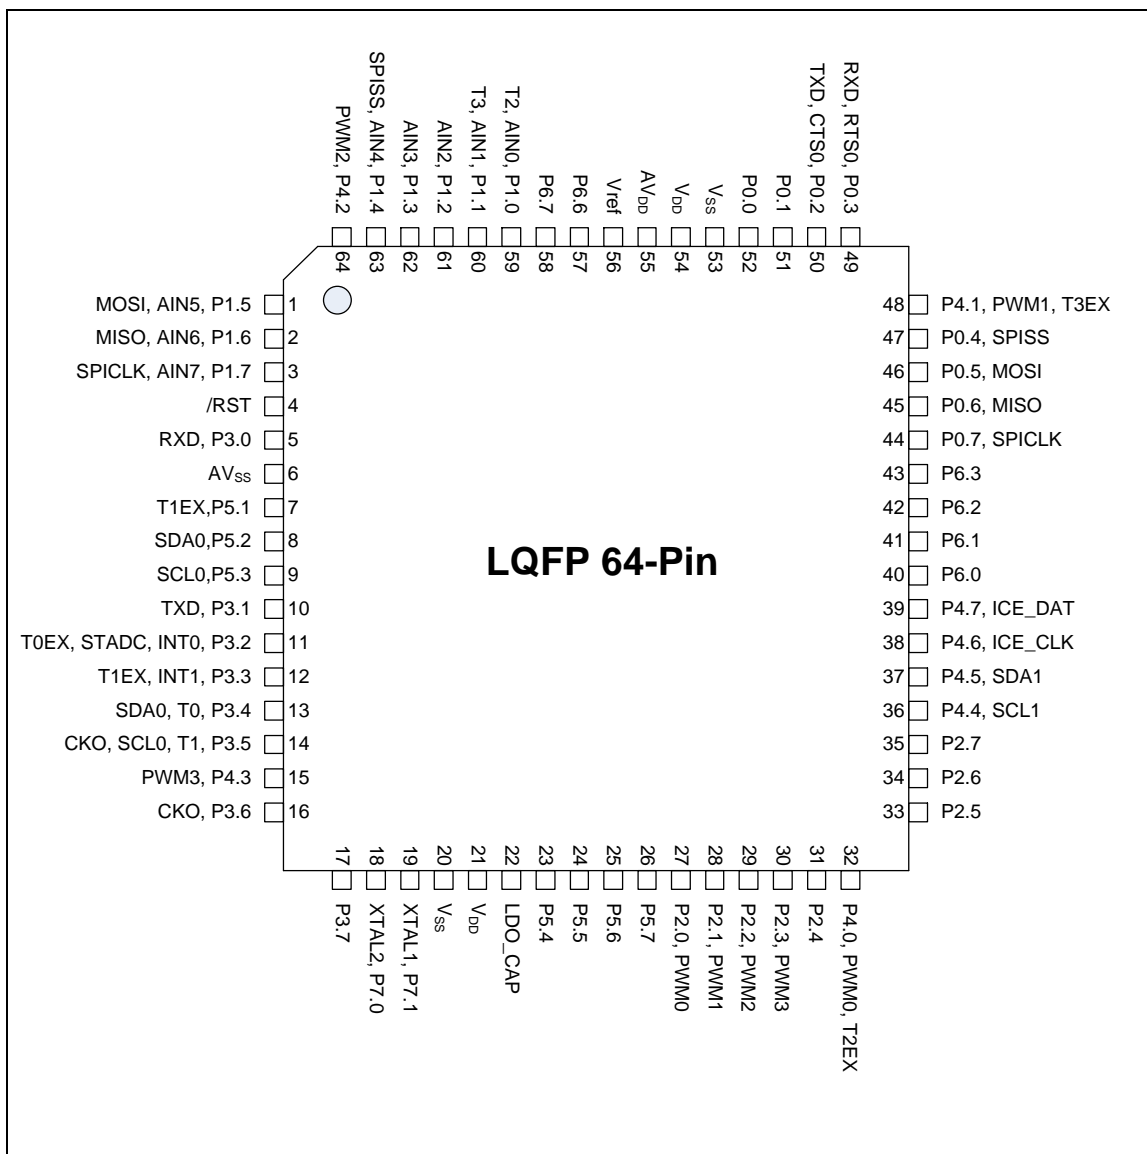 PWM2, P4.2
SPISS, AIN4, P1.4
AIN3, P1.3
AIN2, P1.2
T3, AIN1, P1.1
T2, AIN0, P1.0
P6.7
P6.6
Vref
AVDD
VDD
VSS
P0.0
P0.1
TXD, CTS0, P0.2
RXD, RTS0, P0.3
64
63
62
61
60
59
58
57
56
55
54
53
52
51
50
49
MOSI, AIN5, P1.5 1
MISO, AIN6, P1.6 2
SPICLK, AIN7, P1.7 3
/RST 4
RXD, P3.0 5
AVSS 6
T1EX,P5.1 7
SDA0,P5.2 8
SCL0,P5.3 9
TXD, P3.1 10
T0EX, STADC, INT0, P3.2 11
T1EX, INT1, P3.3 12
SDA0, T0, P3.4 13
CKO, SCL0, T1, P3.5 14
PWM3, P4.3 15
CKO, P3.6 16
LQFP 64-Pin
48 P4.1, PWM1, T3EX
47 P0.4, SPISS
46 P0.5, MOSI
45 P0.6, MISO
44 P0.7, SPICLK
43 P6.3
42 P6.2
41 P6.1
40 P6.0
39 P4.7, ICE_DAT
38 P4.6, ICE_CLK
37 P4.5, SDA1
36 P4.4, SCL1
35 P2.7
34 P2.6
33 P2.5
17
18
19
20
21
22
23
24
25
26
27
28
29
30
31
32
P3.7
XTAL2, P7.0
XTAL1, P7.1
VSS
VDD
LDO_CAP
P5.4
P5.5
P5.6
P5.7
P2.0, PWM0
P2.1, PWM1
P2.2, PWM2
P2.3, PWM3
P2.4
P4.0, PWM0, T2EX